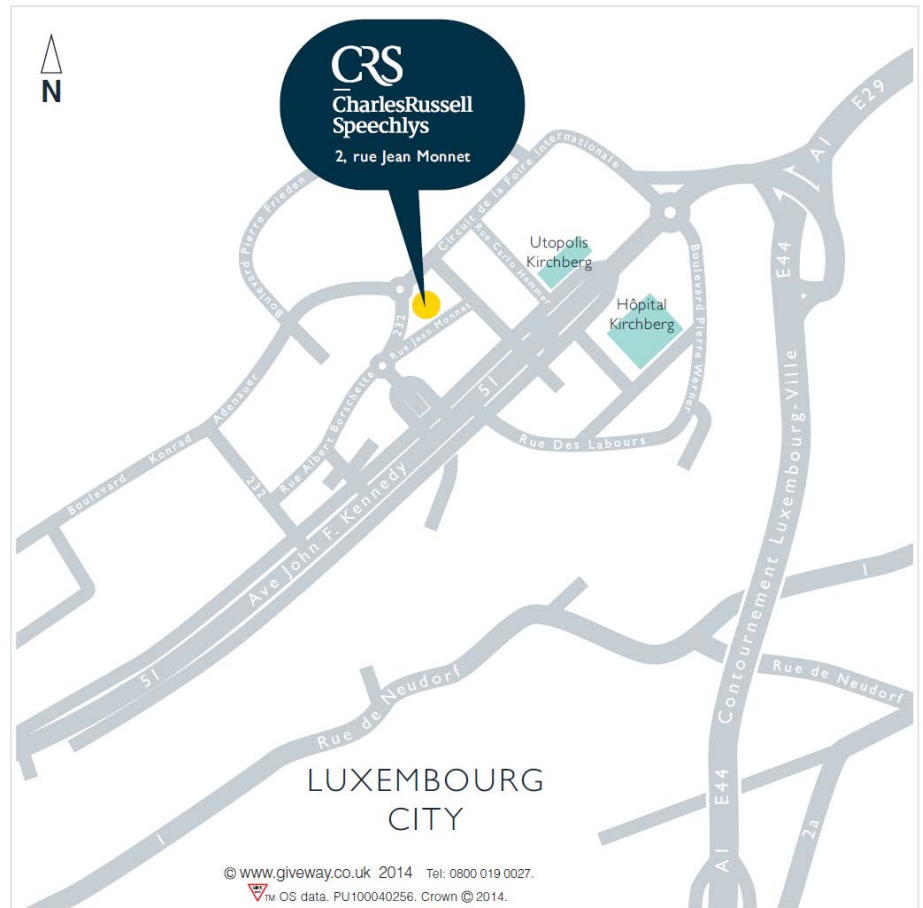 N
CRS
CharlesRussell
Speechlys
2, rue Jean Monnet
A1 E29
Circuit de la Foire Internationale
Boulevard Pierre Frieden
Rue Carlo Hemmer
Utopolis
Kirchberg
E44
Boulevard Pierre Werner
Hôpital
Kirchberg
232
Rue Jean Monnet
51
Boulevard Konrad Adenauer
Rue Albert Borschette
Rue Des Labours
232
Ave John F. Kennedy
Contournement Luxembourg-Ville
1
51
Rue de Neudorf
Rue de Neudorf
LUXEMBOURG
CITY
A1 E44
2a
1
© www.giveway.co.uk 2014 Tel: 0800 019 0027.
TM OS data. PU100040256. Crown © 2014.